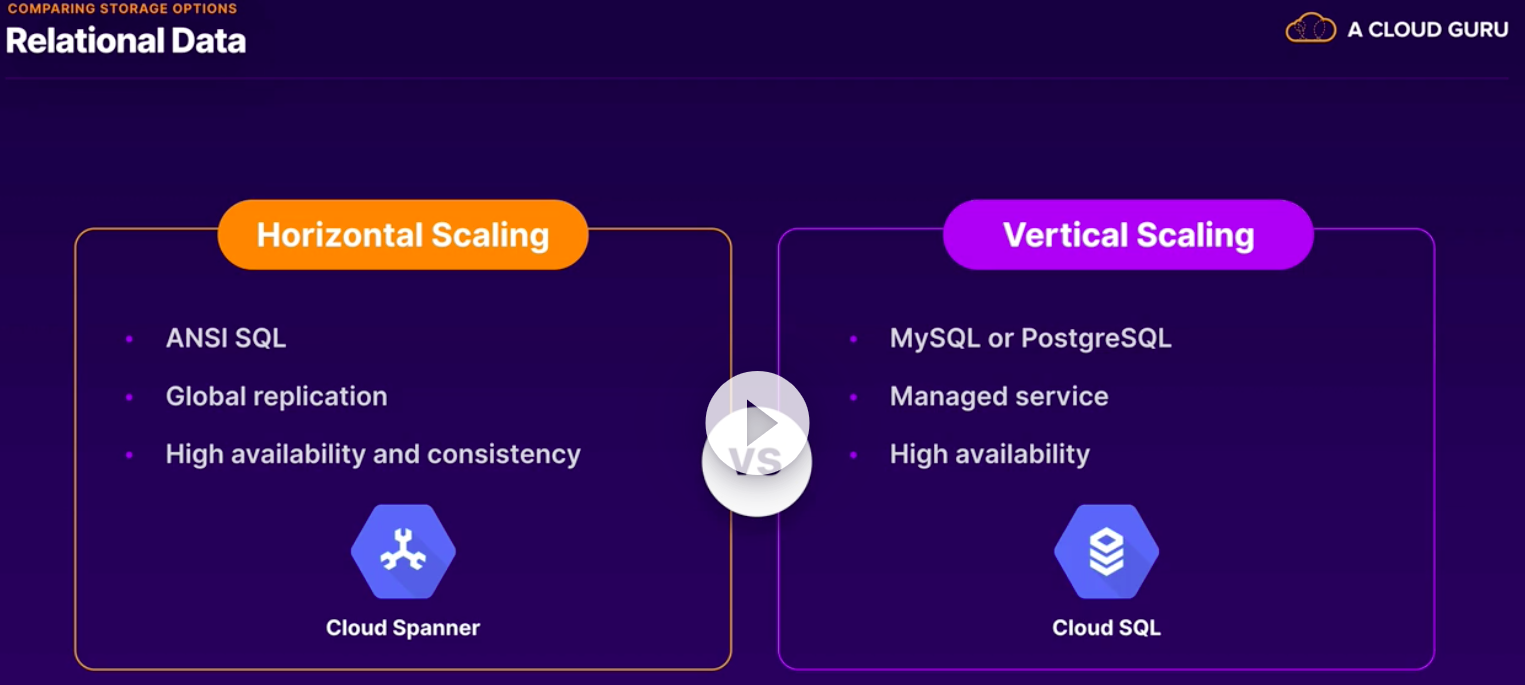 COMPARING STORAGE OPTIONS
Relational Data
A CLOUD GURU
Horizontal Scaling
• ANSI SQL
• Global replication
• High availability and consistency
Cloud Spanner
VS
Vertical Scaling
• MySQL or PostgreSQL
• Managed service
• High availability
Cloud SQL